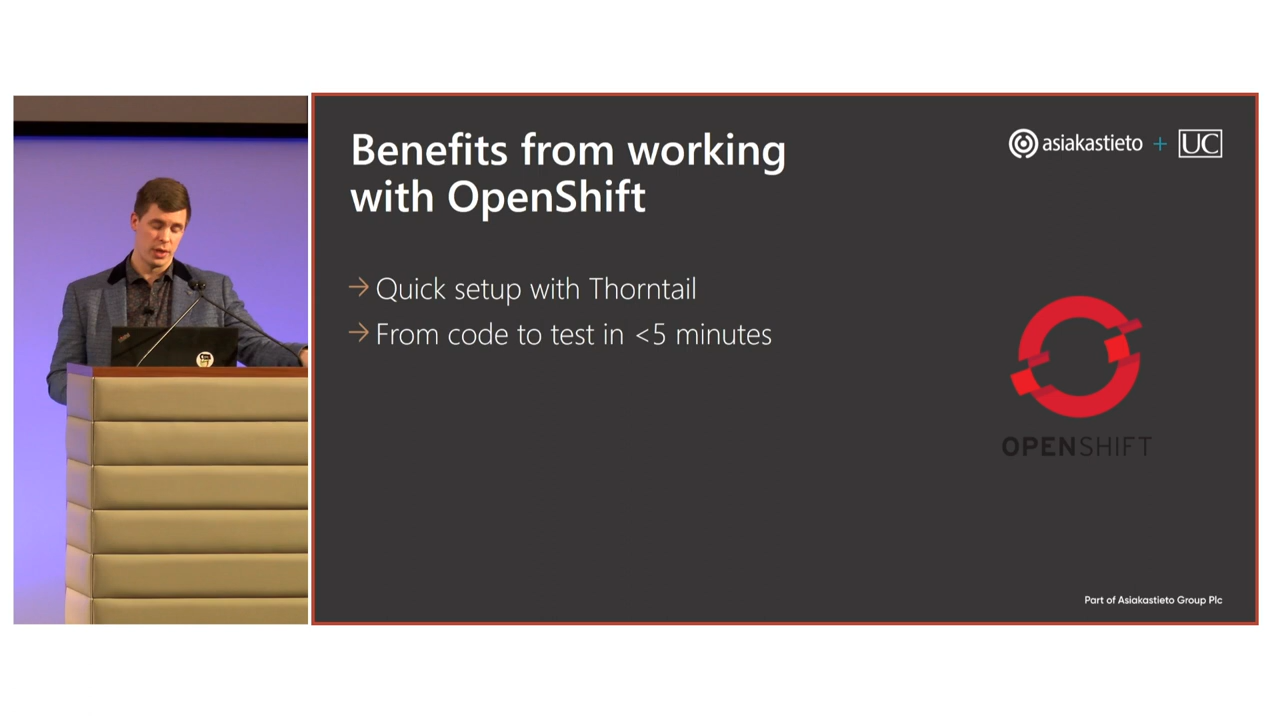 Benefits from working
with OpenShift
asiakastieto + UC
→ Quick setup with Thorntail
→ From code to test in <5 minutes
OPENSHIFT
Part of Asiakastieto Group Plc